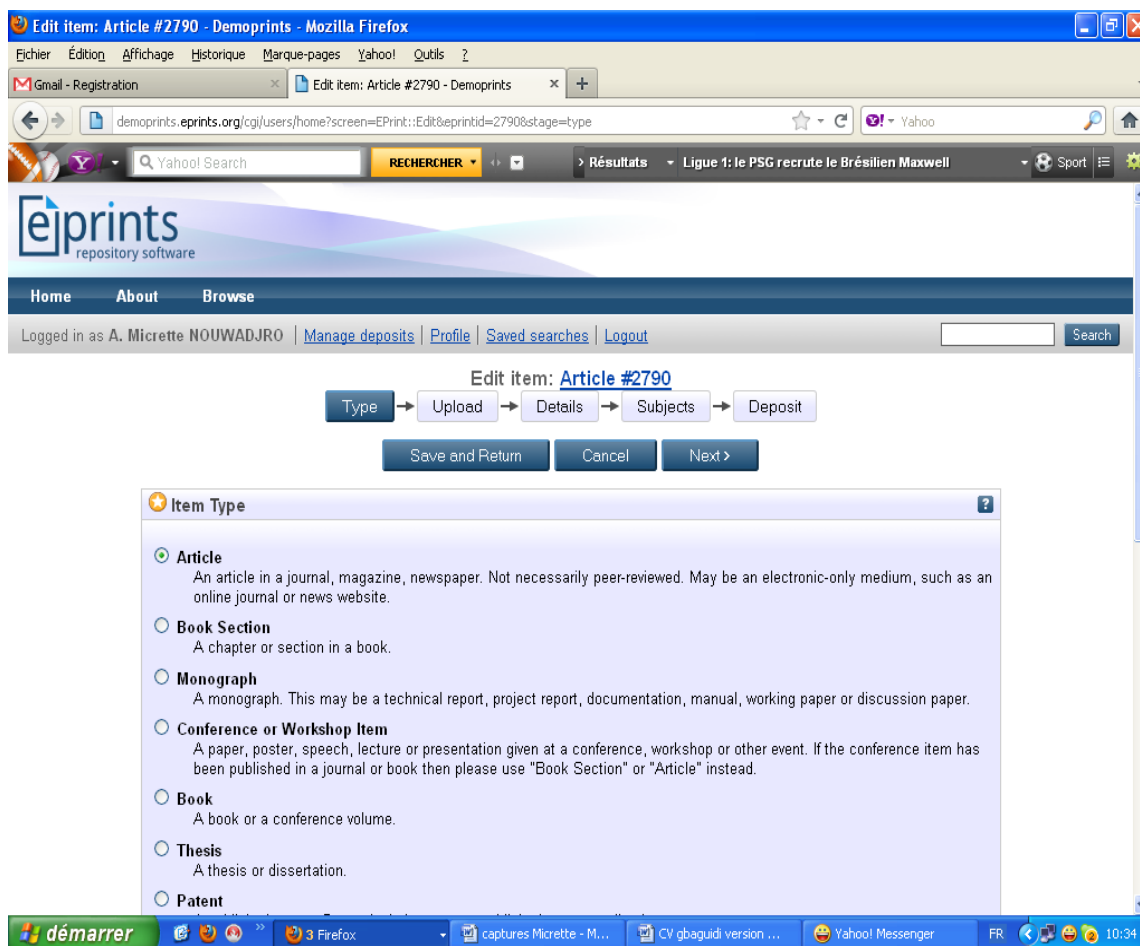 Edit item: Article #2790 - Demoprints - Mozilla Firefox
Fichier Édition Affichage Historique Marque-pages Yahoo! Outils ?
Gmail - Registration
Edit item: Article #2790 - Demoprints
demoprints.eprints.org/cgi/users/home?screen=EPrint::Edit&eprintid=2790&stage=type
Yahoo
Yahoo! Search RECHERCHER > Résultats Ligue 1: le PSG recrute le Brésilien Maxwell Sport
eprints
repository software
Home About Browse
Logged in as A. Micrette NOUWADJRO | Manage deposits | Profile | Saved searches | Logout Search
Edit item: Article #2790
Type → Upload → Details → Subjects → Deposit
Save and Return Cancel Next >
Item Type ?
Article
An article in a journal, magazine, newspaper. Not necessarily peer-reviewed. May be an electronic-only medium, such as an
online journal or news website.
Book Section
A chapter or section in a book.
Monograph
A monograph. This may be a technical report, project report, documentation, manual, working paper or discussion paper.
Conference or Workshop Item
A paper, poster, speech, lecture or presentation given at a conference, workshop or other event. If the conference item has
been published in a journal or book then please use "Book Section" or "Article" instead.
Book
A book or a conference volume.
Thesis
A thesis or dissertation.
Patent
démarrer » 3 Firefox captures Micrette - M... CV gbaguidi version ... Yahoo! Messenger FR 10:34